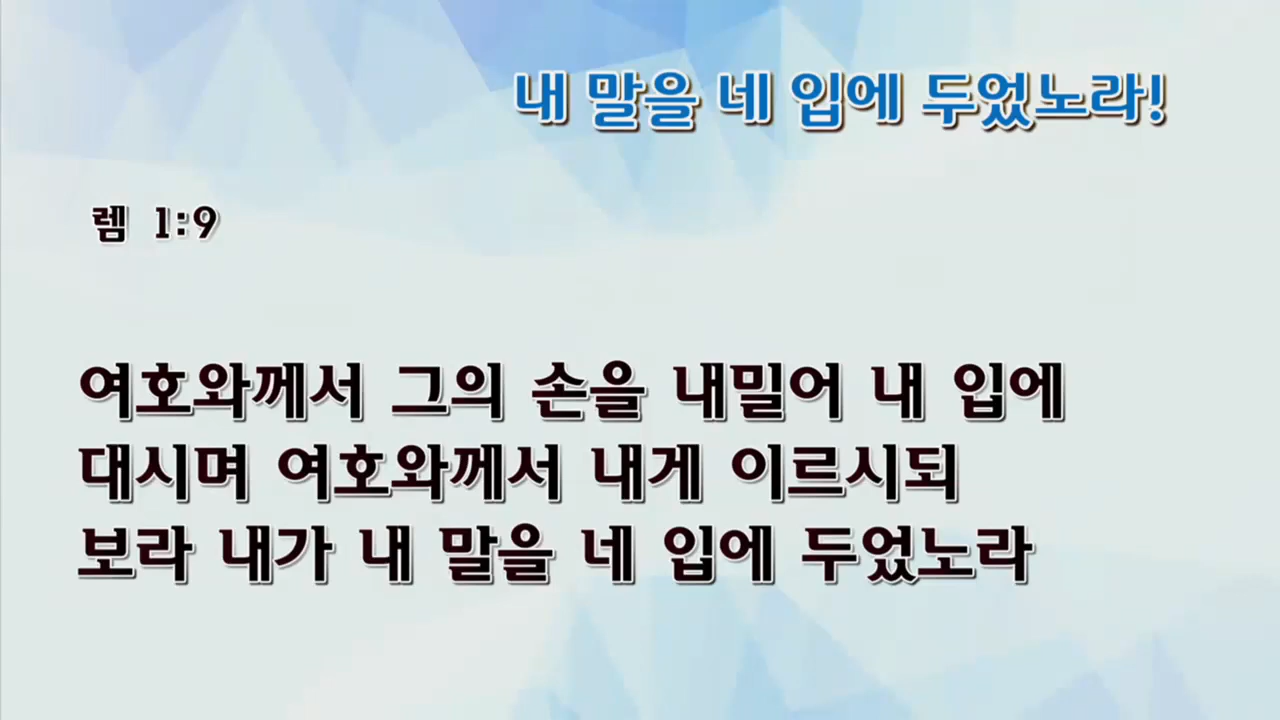 내 말을 네 입에 두었노라!
렘 1:9
여호와께서 그의 손을 내밀어 내 입에
대시며 여호와께서 내게 이르시되
보라 내가 내 말을 네 입에 두었노라